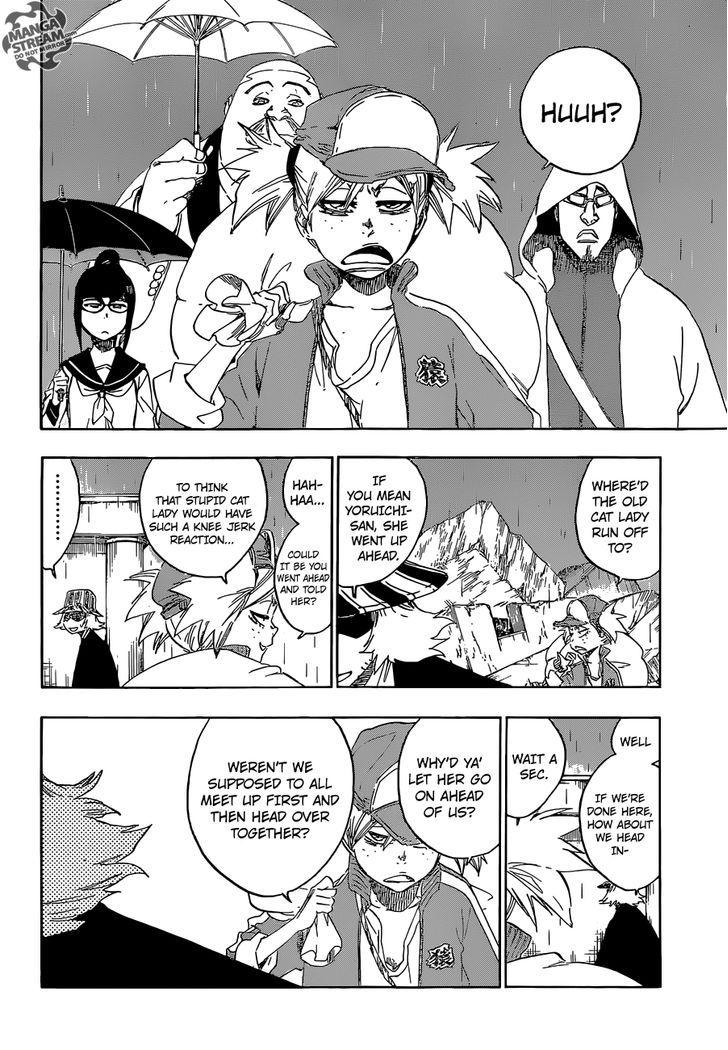 MANGA
STREAM
DO NOT MIRROR.COM
HUUH?
猿
WHERE'D
THE OLD
CAT LADY
RUN OFF
TO?
IF
YOU MEAN
YORUICHI-
SAN, SHE
WENT UP
AHEAD.
HAH-
HAA...
COULD
IT BE YOU
WENT AHEAD
AND TOLD
HER?
TO THINK
THAT STUPID CAT
LADY WOULD HAVE
SUCH A KNEE JERK
REACTION...
........
WELL
IF WE'RE
DONE HERE,
HOW ABOUT
WE HEAD
IN-
WAIT A
SEC.
WHY'D YA'
LET HER GO
ON AHEAD
OF US?
WEREN'T WE
SUPPOSED TO ALL
MEET UP FIRST AND
THEN HEAD OVER
TOGETHER?
猿